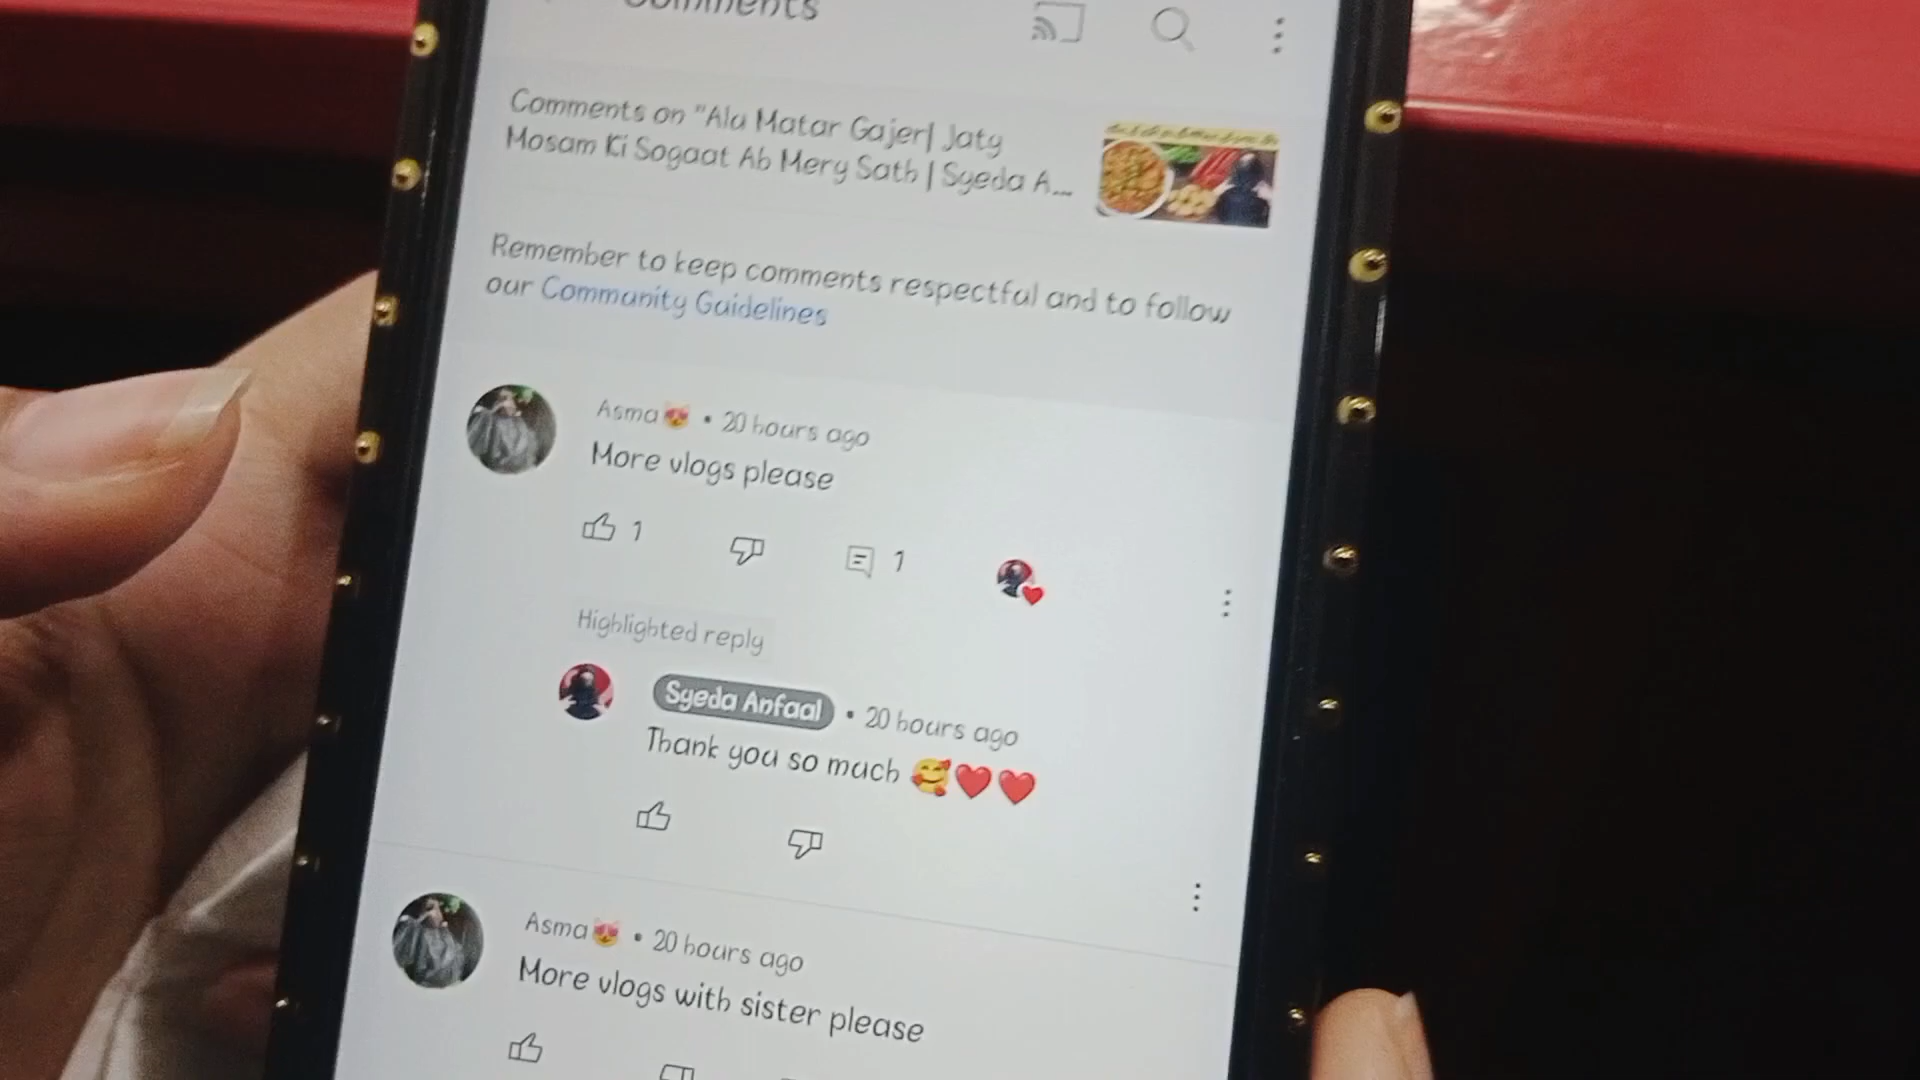 Comments
Comments on "Alu Matar Gajer| Jaty
Mosam Ki Sogaat Ab Mery Sath | Syeda A...
Remember to keep comments respectful and to follow
our Community Guidelines
Asma😻 • 20 hours ago
More vlogs please
1
1
Highlighted reply
Syeda Anfaal • 20 hours ago
Thank you so much 🥰❤️❤️
Asma😻 • 20 hours ago
More vlogs with sister please